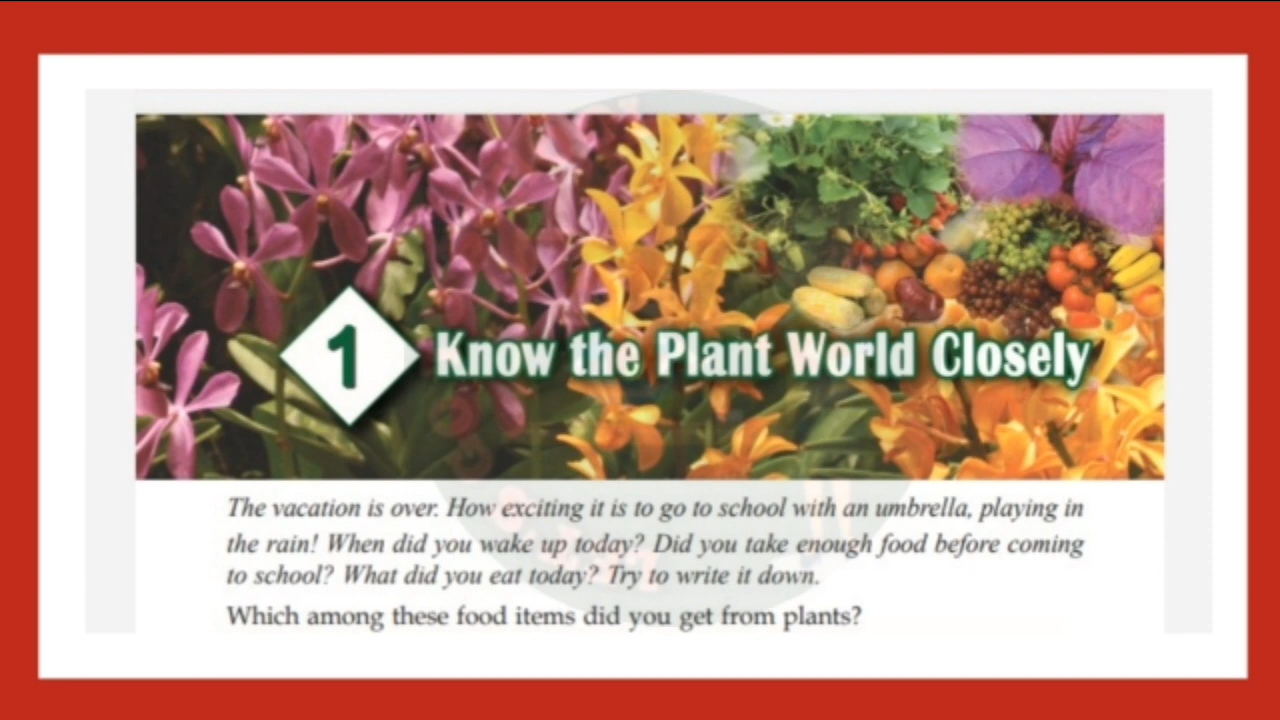 1 Know the Plant World Closely
The vacation is over. How exciting it is to go to school with an umbrella, playing in
the rain! When did you wake up today? Did you take enough food before coming
to school? What did you eat today? Try to write it down.
Which among these food items did you get from plants?